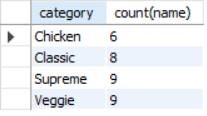 category count(name)
Chicken 6
Classic 8
Supreme 9
Veggie 9